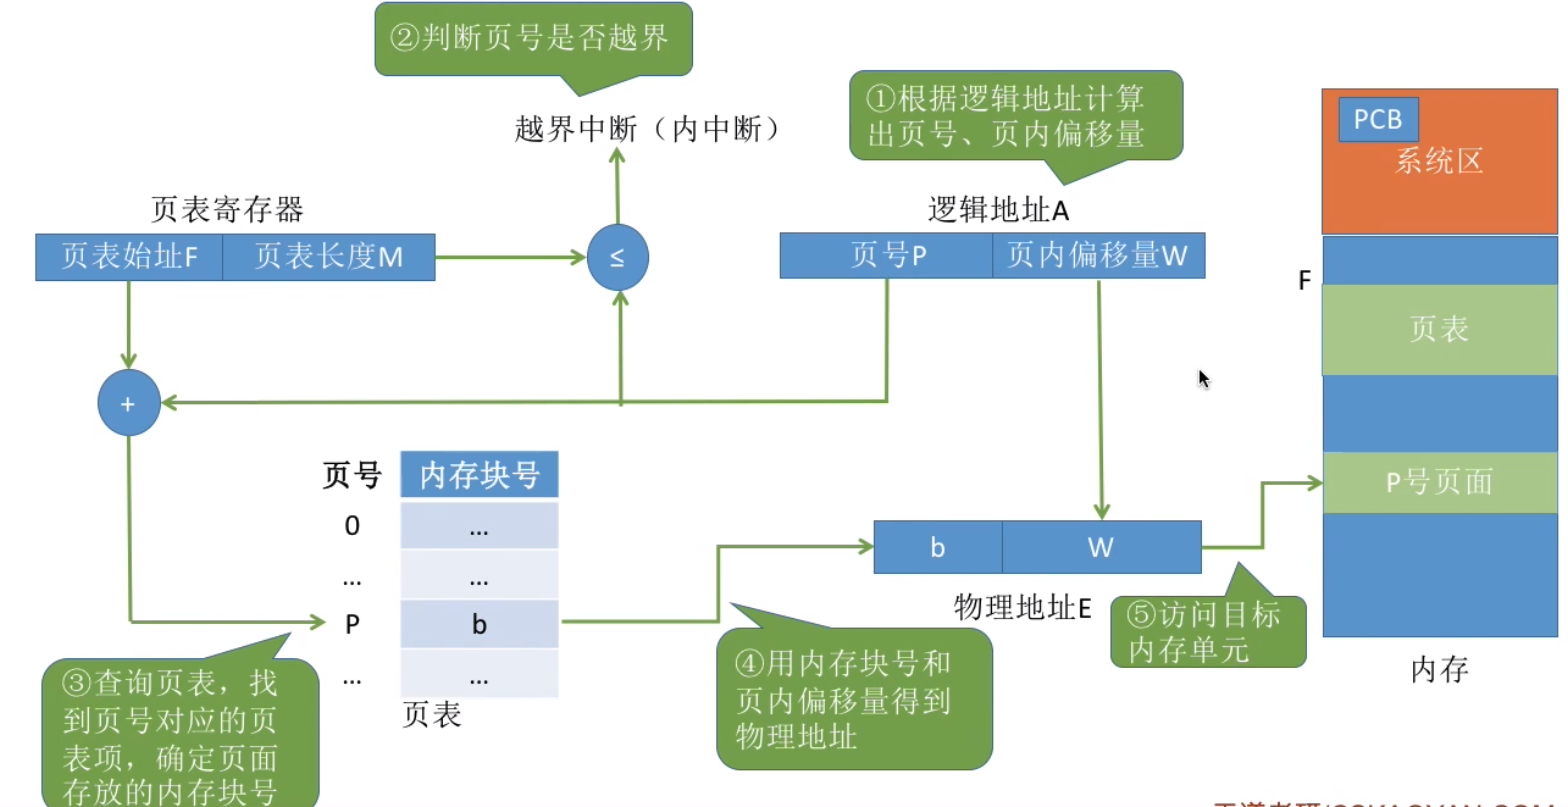 ②判断页号是否越界
越界中断（内中断）
①根据逻辑地址计算
出页号、页内偏移量
PCB
系统区
页表寄存器
页表始址F
页表长度M
≤
逻辑地址A
页号P
页内偏移量W
F
页表
+
页号
内存块号
0
…
…
…
P
b
…
…
页表
P号页面
b
W
物理地址E
⑤访问目标
内存单元
内存
③查询页表，找
到页号对应的页
表项，确定页面
存放的内存块号
④用内存块号和
页内偏移量得到
物理地址